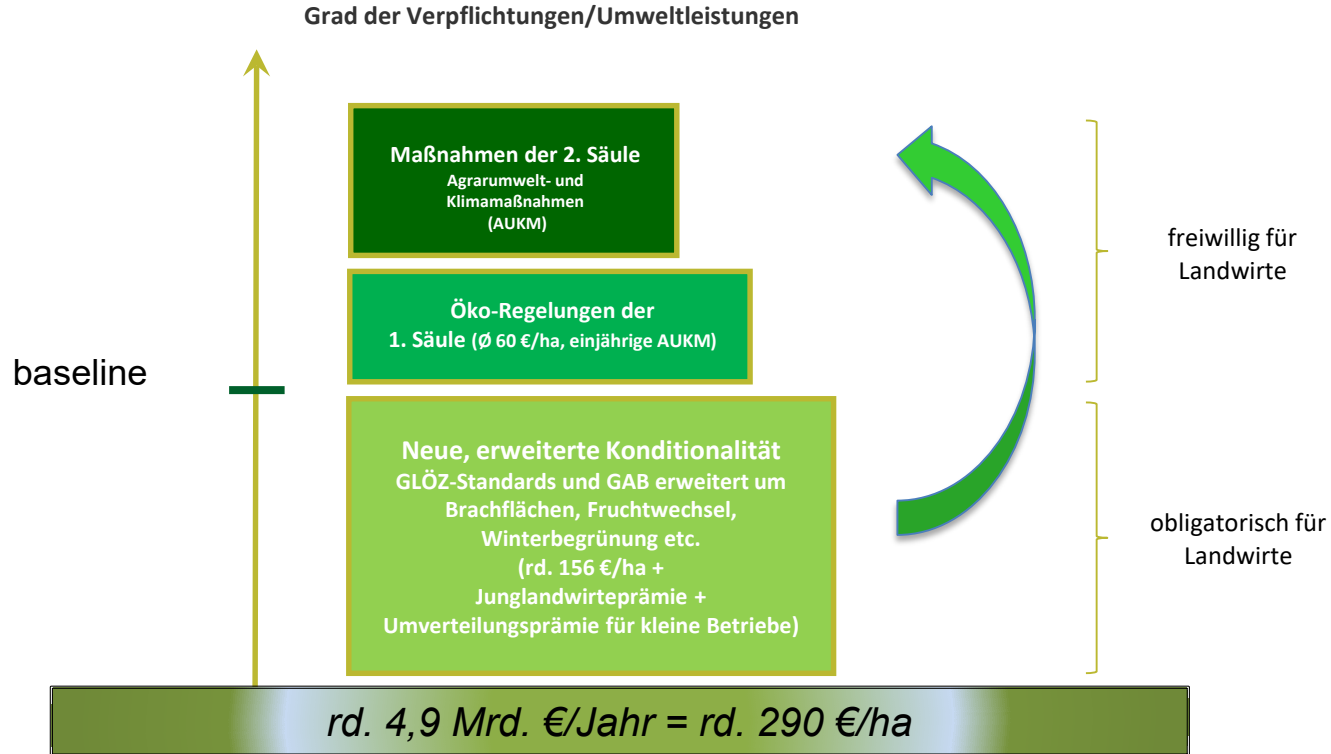 Grad der Verpflichtungen/Umweltleistungen
Maßnahmen der 2. Säule
Agrarumwelt- und
Klimamaßnahmen
(AUKM)
freiwillig für
Landwirte
Öko-Regelungen der
1. Säule (Ø 60 €/ha, einjährige AUKM)
baseline
Neue, erweiterte Konditionalität
GLÖZ-Standards und GAB erweitert um
Brachflächen, Fruchtwechsel,
Winterbegrünung etc.
(rd. 156 €/ha +
Junglandwirteprämie +
Umverteilungsprämie für kleine Betriebe)
obligatorisch für
Landwirte
rd. 4,9 Mrd. €/Jahr = rd. 290 €/ha